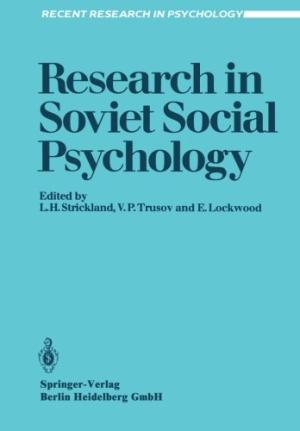 RECENT RESEARCH IN PSYCHOLOGY
Research in
Soviet Social
Psychology
Edited by
L.H. Strickland, V.P. Trusov and E. Lockwood
Springer-Verlag
Berlin Heidelberg GmbH